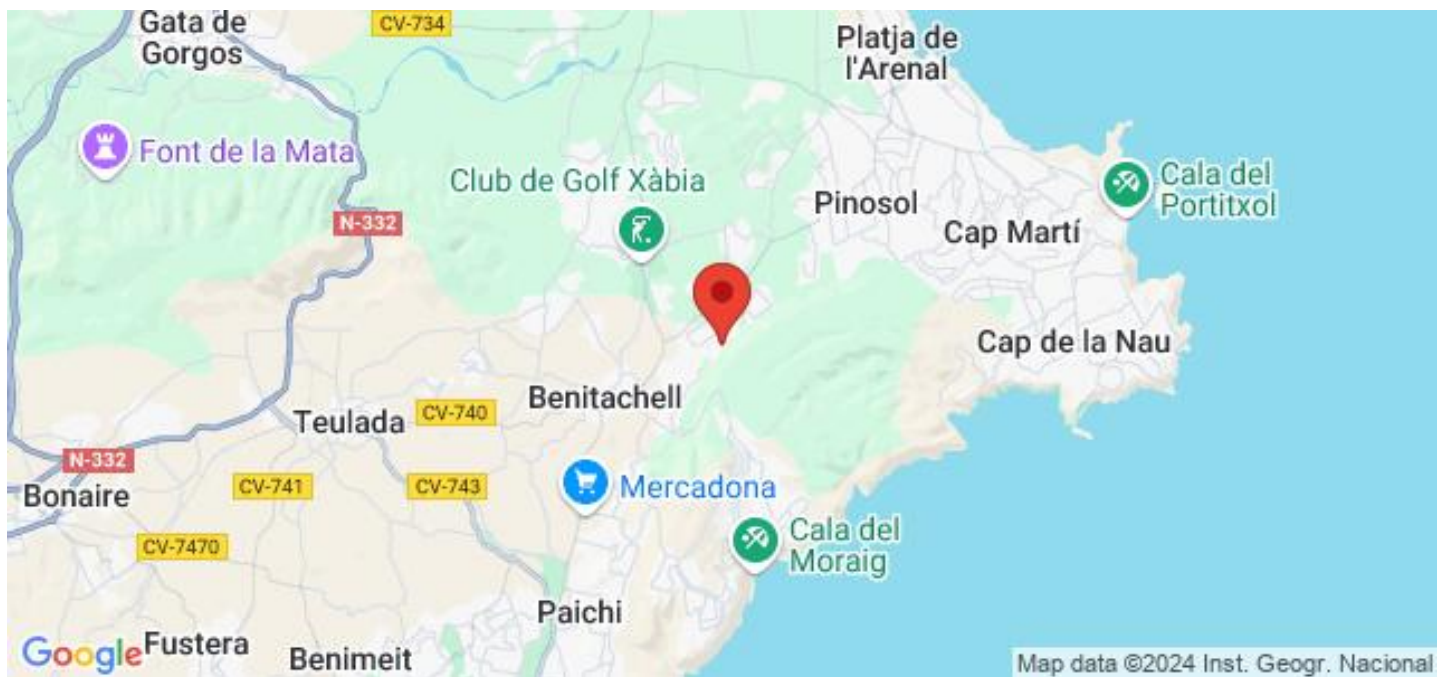 Gata de
Gorgos
CV-734
Platja de
l'Arenal
Font de la Mata
Club de Golf Xàbia
Cala del
Portitxol
Pinosol
N-332
Cap Martí
Cap de la Nau
Benitachell
Teulada
CV-740
N-332
Bonaire
CV-741
CV-743
Mercadona
Cala del
Moraig
CV-7470
Paichi
Fustera
Google
Benimeit
Map data ©2024 Inst. Geogr. Nacional